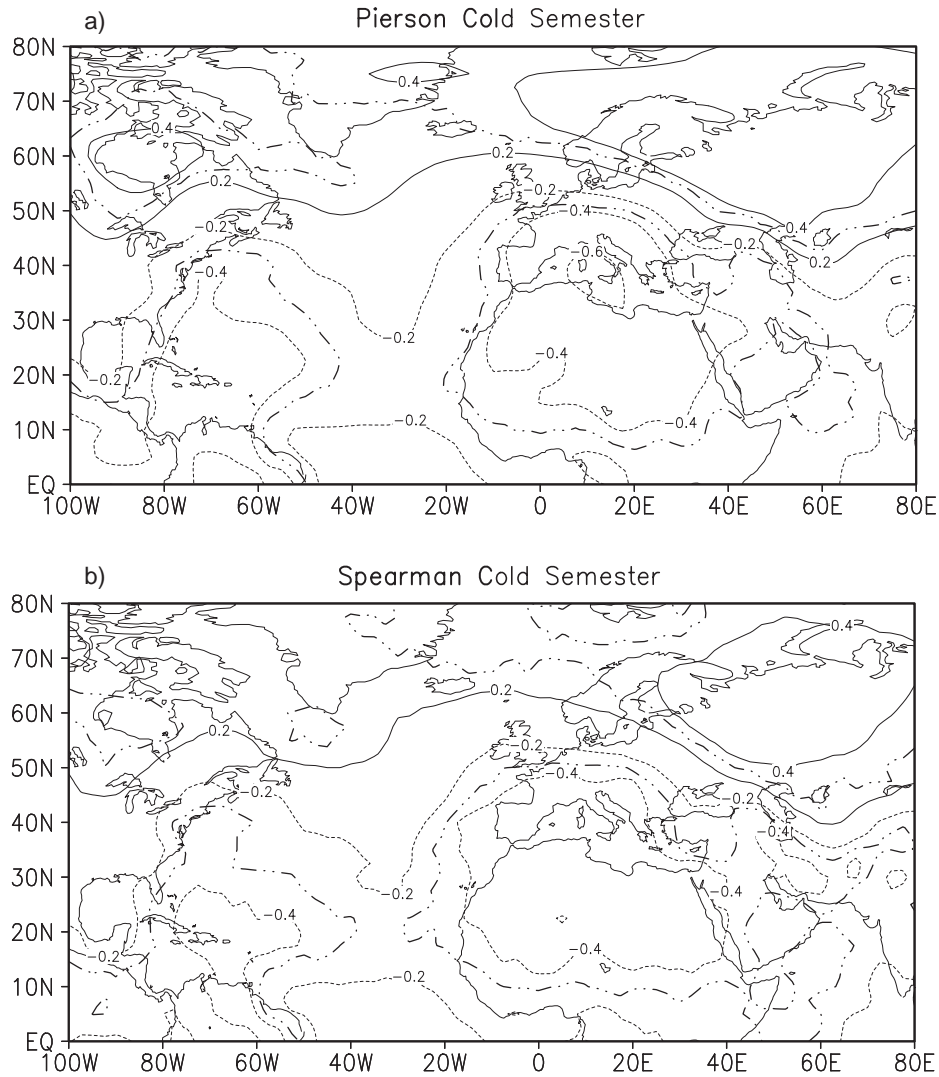 a)
Pierson Cold Semester
80N
0.4
70N
0.4
60N
0.2
0.2
−0.2
50N
0.4
−0.4
−0.2
−0.2
−0.6
0.2
40N
−0.4
30N
−0.2
−0.4
20N
−0.2
−0.2
−0.4
10N
EQ
100W 80W 60W 40W 20W 0 20E 40E 60E 80E
b)
Spearman Cold Semester
80N
0.4
70N
0.2
60N
0.2
−0.2
50N
−0.4
0.4
−0.2
−0.2
40N
−0.4
30N
−0.2
−0.4
−0.4
20N
−0.4
−0.2
−0.2
10N
EQ
100W 80W 60W 40W 20W 0 20E 40E 60E 80E